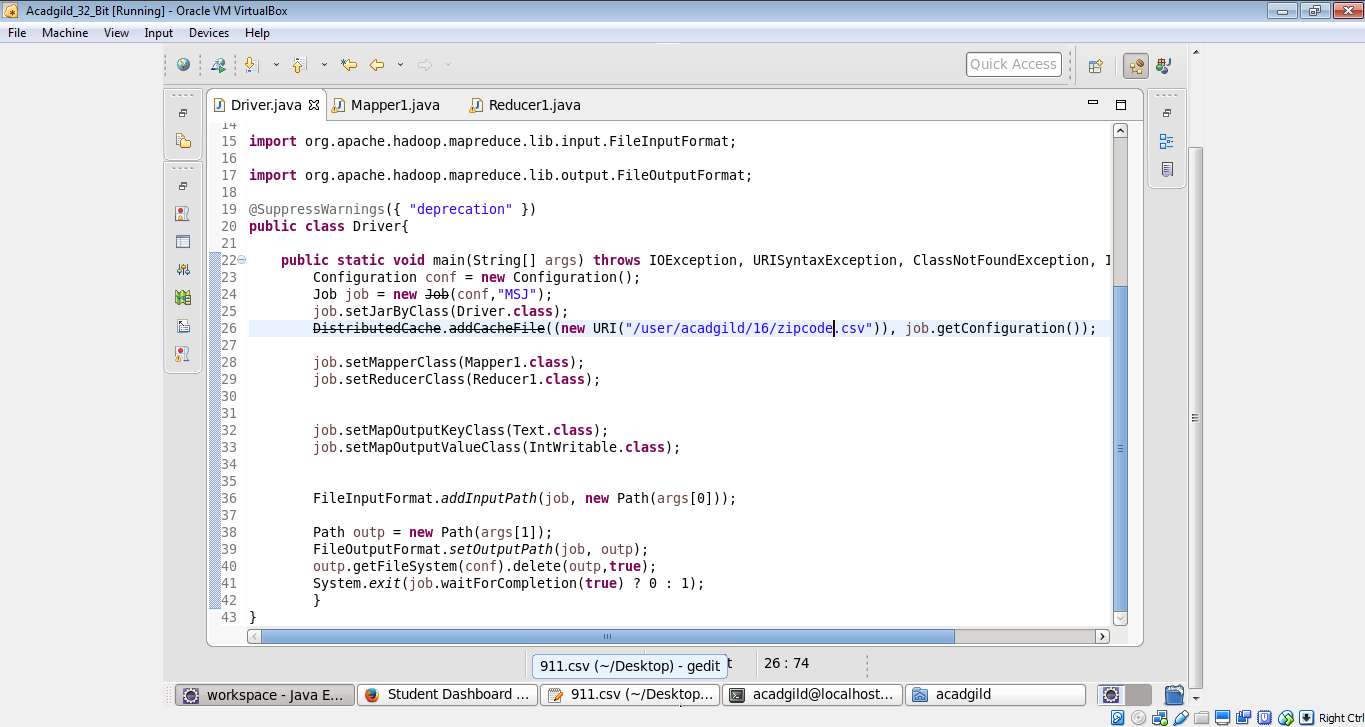 Acadgild_32_Bit [Running] - Oracle VM VirtualBox
File Machine View Input Devices Help
Quick Access
Driver.java Mapper1.java Reducer1.java
14
15 import org.apache.hadoop.mapreduce.lib.input.FileInputFormat;
16
17 import org.apache.hadoop.mapreduce.lib.output.FileOutputFormat;
18
19 @SuppressWarnings({ "deprecation" })
20 public class Driver{
21
22 public static void main(String[] args) throws IOException, URISyntaxException, ClassNotFoundException, I
23 Configuration conf = new Configuration();
24 Job job = new Job(conf,"MSJ");
25 job.setJarByClass(Driver.class);
26 DistributedCache.addCacheFile((new URI("/user/acadgild/16/zipcode.csv")), job.getConfiguration());
27
28 job.setMapperClass(Mapper1.class);
29 job.setReducerClass(Reducer1.class);
30
31
32 job.setMapOutputKeyClass(Text.class);
33 job.setMapOutputValueClass(IntWritable.class);
34
35
36 FileInputFormat.addInputPath(job, new Path(args[0]));
37
38 Path outp = new Path(args[1]);
39 FileOutputFormat.setOutputPath(job, outp);
40 outp.getFileSystem(conf).delete(outp,true);
41 System.exit(job.waitForCompletion(true) ? 0 : 1);
42 }
43 }
911.csv (~/Desktop) - gedit t 26 : 74
workspace - Java E... Student Dashboard ... 911.csv (~/Desktop... acadgild@localhost... acadgild
Right Ctrl